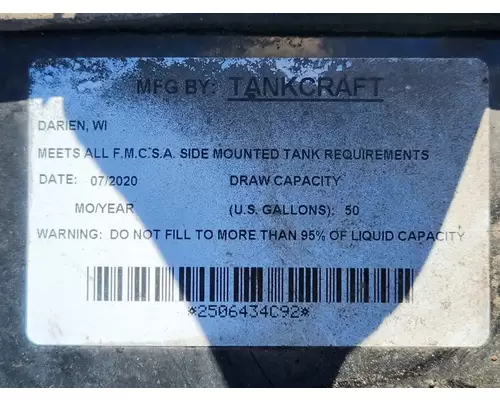 MFG BY: TANKCRAFT
DARIEN, WI
MEETS ALL F.M.C.S.A. SIDE MOUNTED TANK REQUIREMENTS
DATE: 07/2020 DRAW CAPACITY
MO/YEAR (U.S. GALLONS): 50
WARNING: DO NOT FILL TO MORE THAN 95% OF LIQUID CAPACITY
*2506434C92*